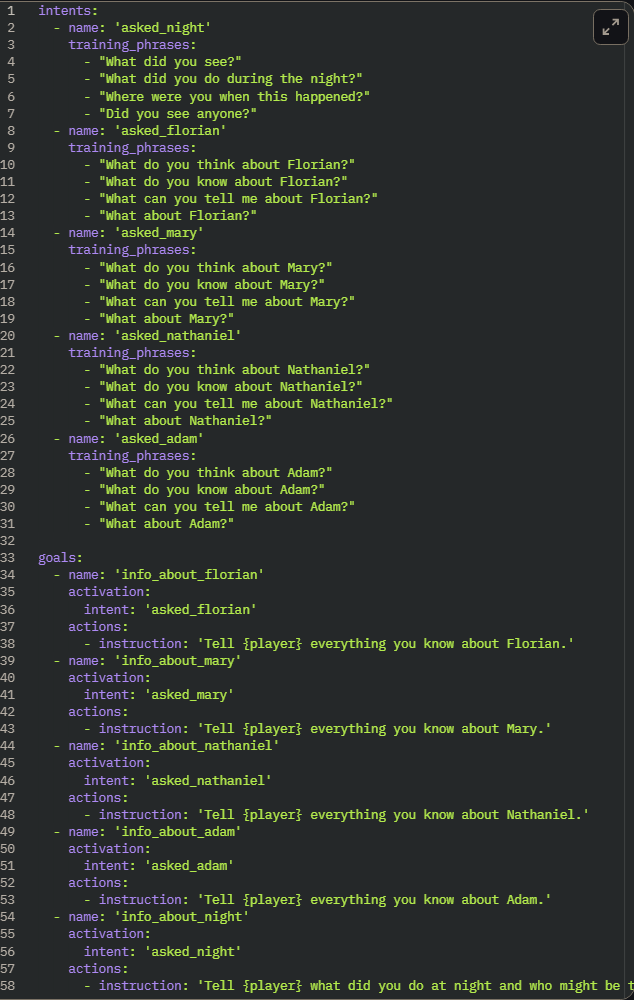 1 intents:
2 - name: 'asked_night'
3 training_phrases:
4 - "What did you see?"
5 - "What did you do during the night?"
6 - "Where were you when this happened?"
7 - "Did you see anyone?"
8 - name: 'asked_florian'
9 training_phrases:
10 - "What do you think about Florian?"
11 - "What do you know about Florian?"
12 - "What can you tell me about Florian?"
13 - "What about Florian?"
14 - name: 'asked_mary'
15 training_phrases:
16 - "What do you think about Mary?"
17 - "What do you know about Mary?"
18 - "What can you tell me about Mary?"
19 - "What about Mary?"
20 - name: 'asked_nathaniel'
21 training_phrases:
22 - "What do you think about Nathaniel?"
23 - "What do you know about Nathaniel?"
24 - "What can you tell me about Nathaniel?"
25 - "What about Nathaniel?"
26 - name: 'asked_adam'
27 training_phrases:
28 - "What do you think about Adam?"
29 - "What do you know about Adam?"
30 - "What can you tell me about Adam?"
31 - "What about Adam?"
32
33 goals:
34 - name: 'info_about_florian'
35 activation:
36 intent: 'asked_florian'
37 actions:
38 - instruction: 'Tell {player} everything you know about Florian.'
39 - name: 'info_about_mary'
40 activation:
41 intent: 'asked_mary'
42 actions:
43 - instruction: 'Tell {player} everything you know about Mary.'
44 - name: 'info_about_nathaniel'
45 activation:
46 intent: 'asked_nathaniel'
47 actions:
48 - instruction: 'Tell {player} everything you know about Nathaniel.'
49 - name: 'info_about_adam'
50 activation:
51 intent: 'asked_adam'
52 actions:
53 - instruction: 'Tell {player} everything you know about Adam.'
54 - name: 'info_about_night'
55 activation:
56 intent: 'asked_night'
57 actions:
58 - instruction: 'Tell {player} what did you do at night and who might be